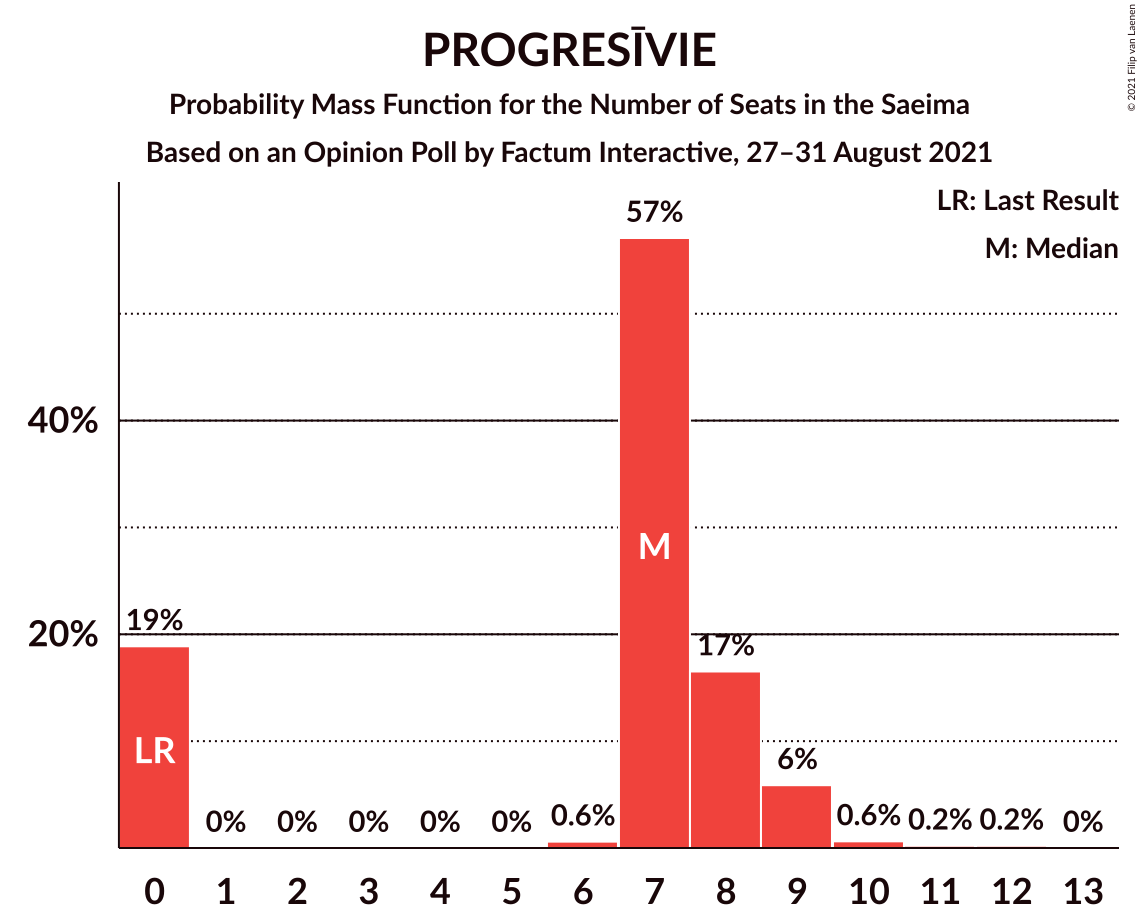 PROGRESĪVIE
Probability Mass Function for the Number of Seats in the Saeima
Based on an Opinion Poll by Factum Interactive, 27–31 August 2021
© 2021 Filip van Laenen
LR: Last Result
M: Median
57%
40%
M
19%
20%
17%
LR
6%
0% 0% 0% 0% 0% 0.6% 0.6% 0.2% 0.2% 0%
0 1 2 3 4 5 6 7 8 9 10 11 12 13